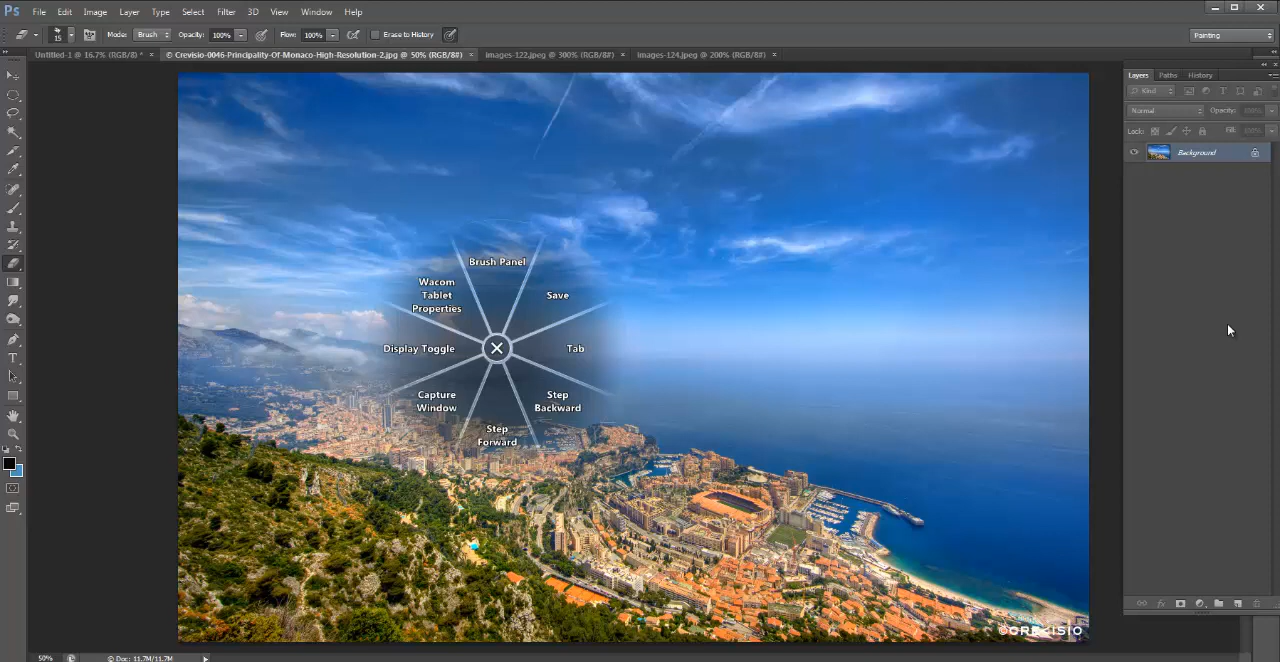 Ps File Edit Image Layer Type Select Filter 3D View Window Help
15 Mode: Brush Opacity: 100% Flow: 100% Erase to History Painting
Untitled-1 @ 16.7% (RGB/8) * × © Crevisio-0046-Principality-Of-Monaco-High-Resolution-2.jpg @ 50% (RGB/8#) × images-122.jpeg @ 300% (RGB/8#) × images-124.jpeg @ 200% (RGB/8#) ×
Layers Paths History
Kind
Normal Opacity:
Lock: Fill:
Background
Brush Panel
Wacom
Tablet
Properties
Save
Display Toggle
Tab
Capture
Window
Step
Backward
Step
Forward
©CREVISIO
50% Doc: 11.7M/11.7M